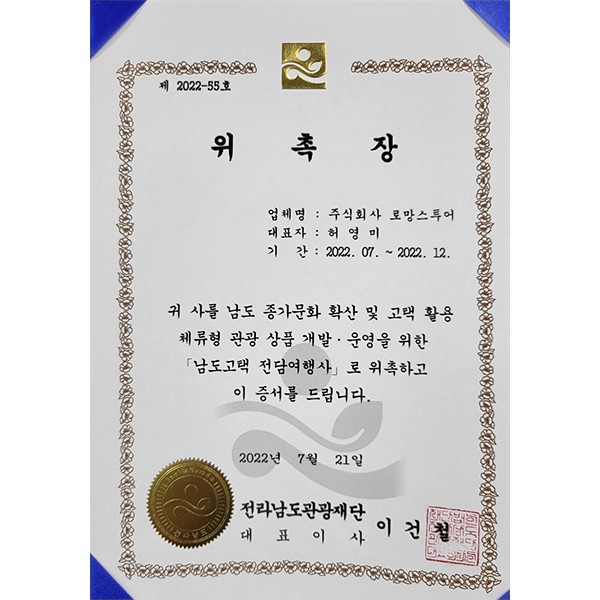 제 2022-55호
위 촉 장
업체명 : 주식회사 로망스투어
대표자 : 허 영 미
기 간 : 2022. 07. ~ 2022. 12.
귀 사를 남도 종가문화 확산 및 고택 활용
체류형 관광 상품 개발·운영을 위한
「남도고택 전담여행사」로 위촉하고
이 증서를 드립니다.
2022년 7월 21일
전라남도관광재단
대 표 이 사 이 건 철